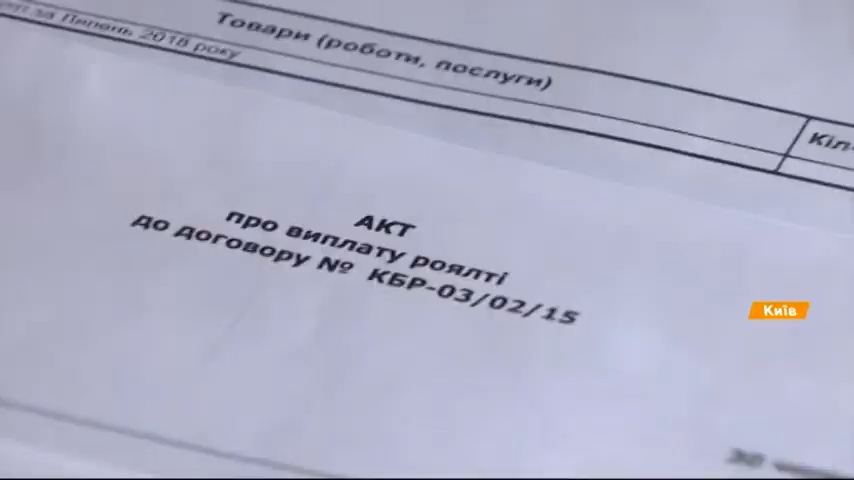 Товари (роботи, послуги)
за Липень 2018 року
Кіл
АКТ
про виплату роялті
до договору № КБР-03/02/15
Київ
30